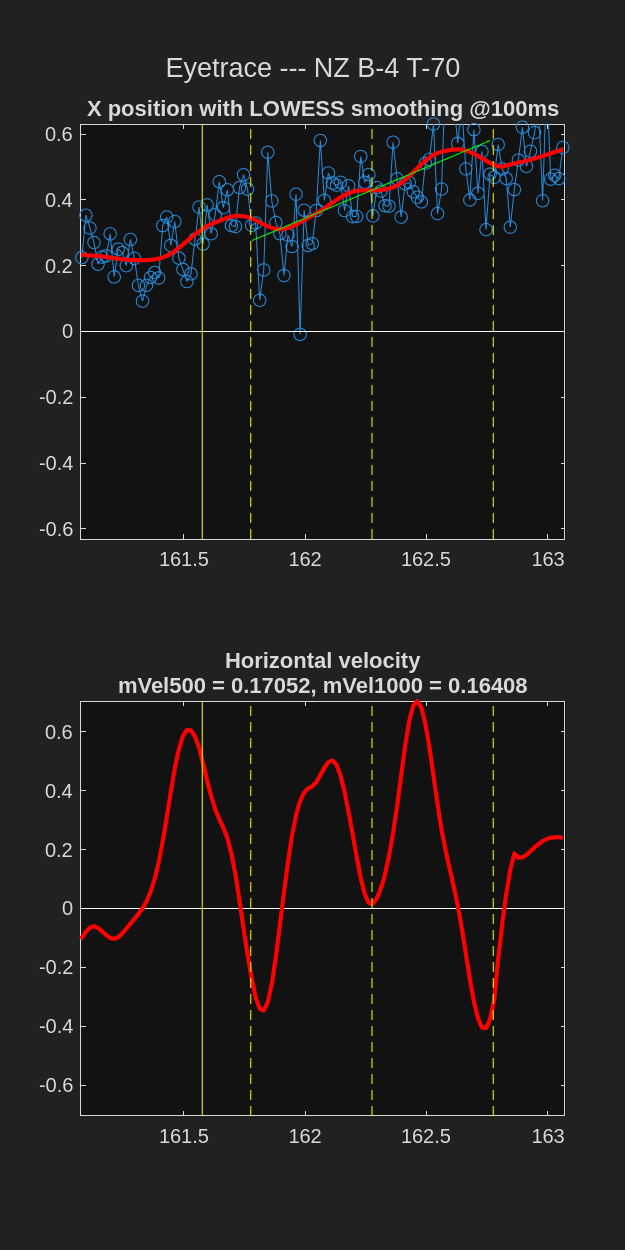 Eyetrace --- NZ B-4 T-70
X position with LOWESS smoothing @100ms
0.6
0.4
0.2
0
-0.2
-0.4
-0.6
161.5 162 162.5 163
Horizontal velocity
mVel500 = 0.17052, mVel1000 = 0.16408
0.6
0.4
0.2
0
-0.2
-0.4
-0.6
161.5 162 162.5 163